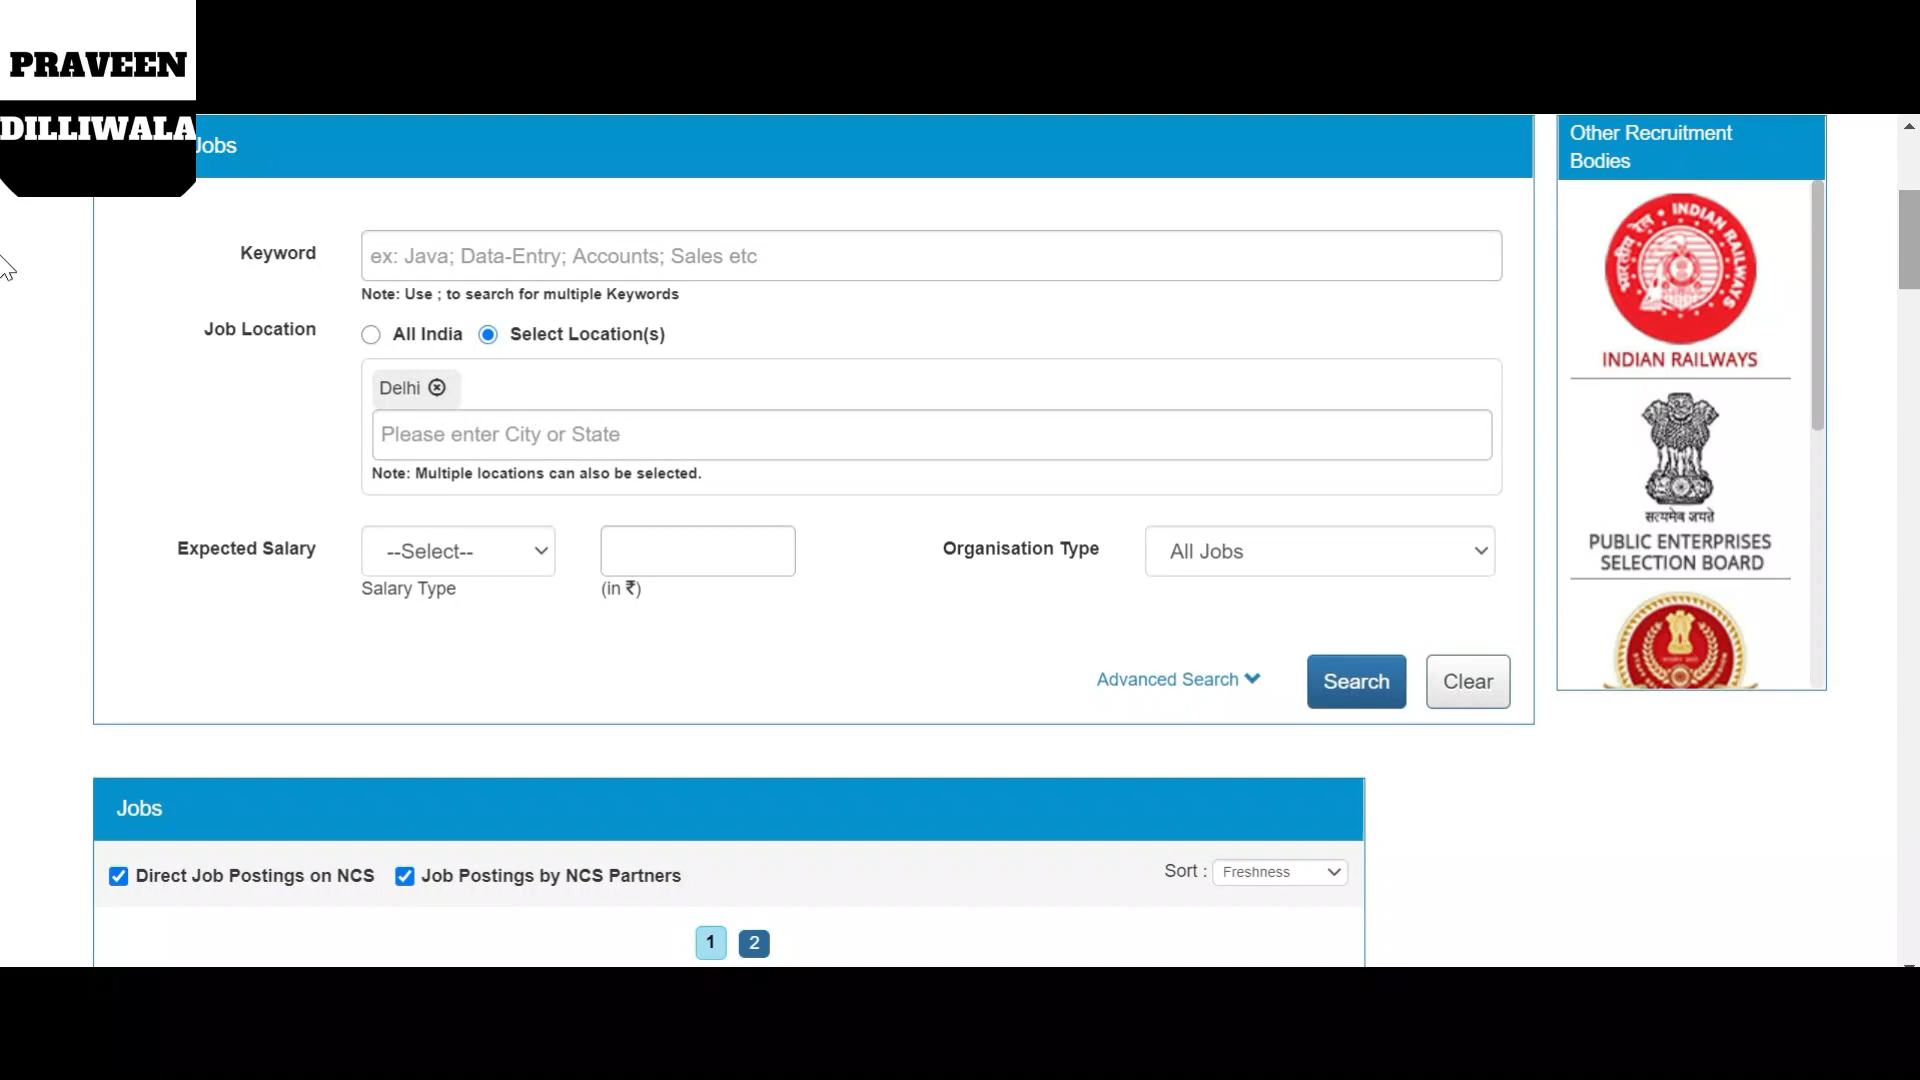 PRAVEEN
DILLIWALA
Jobs
Keyword
ex: Java; Data-Entry; Accounts; Sales etc
Note: Use ; to search for multiple Keywords
Job Location
All India
Select Location(s)
Delhi
Please enter City or State
Note: Multiple locations can also be selected.
Expected Salary
--Select--
Salary Type
(in ₹)
Organisation Type
All Jobs
Advanced Search
Search
Clear
Other Recruitment
Bodies
भारतीय रेल
INDIAN RAILWAYS
INDIAN RAILWAYS
सत्यमेव जयते
PUBLIC ENTERPRISES
SELECTION BOARD
Jobs
Direct Job Postings on NCS
Job Postings by NCS Partners
Sort :
Freshness
1
2